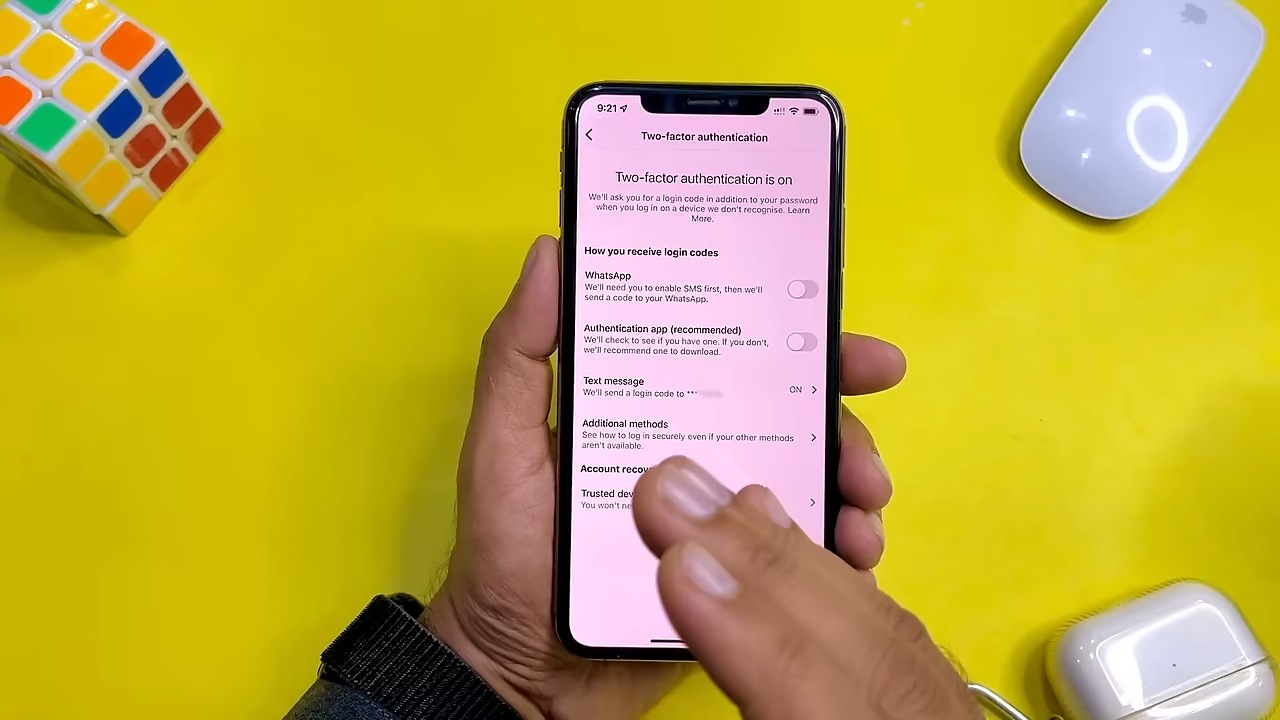 9:21
Two-factor authentication
Two-factor authentication is on
We'll ask you for a login code in addition to your password
when you log in on a device we don't recognise. Learn
More.
How you receive login codes
WhatsApp
We'll need you to enable SMS first, then we'll
send a code to your WhatsApp.
Authentication app (recommended)
We'll check to see if you have one. If you don't,
we'll recommend one to download.
Text message
We'll send a login code to ***
ON
Additional methods
See how to log in securely even if your other methods
aren't available.
Account
Trusted
You won't